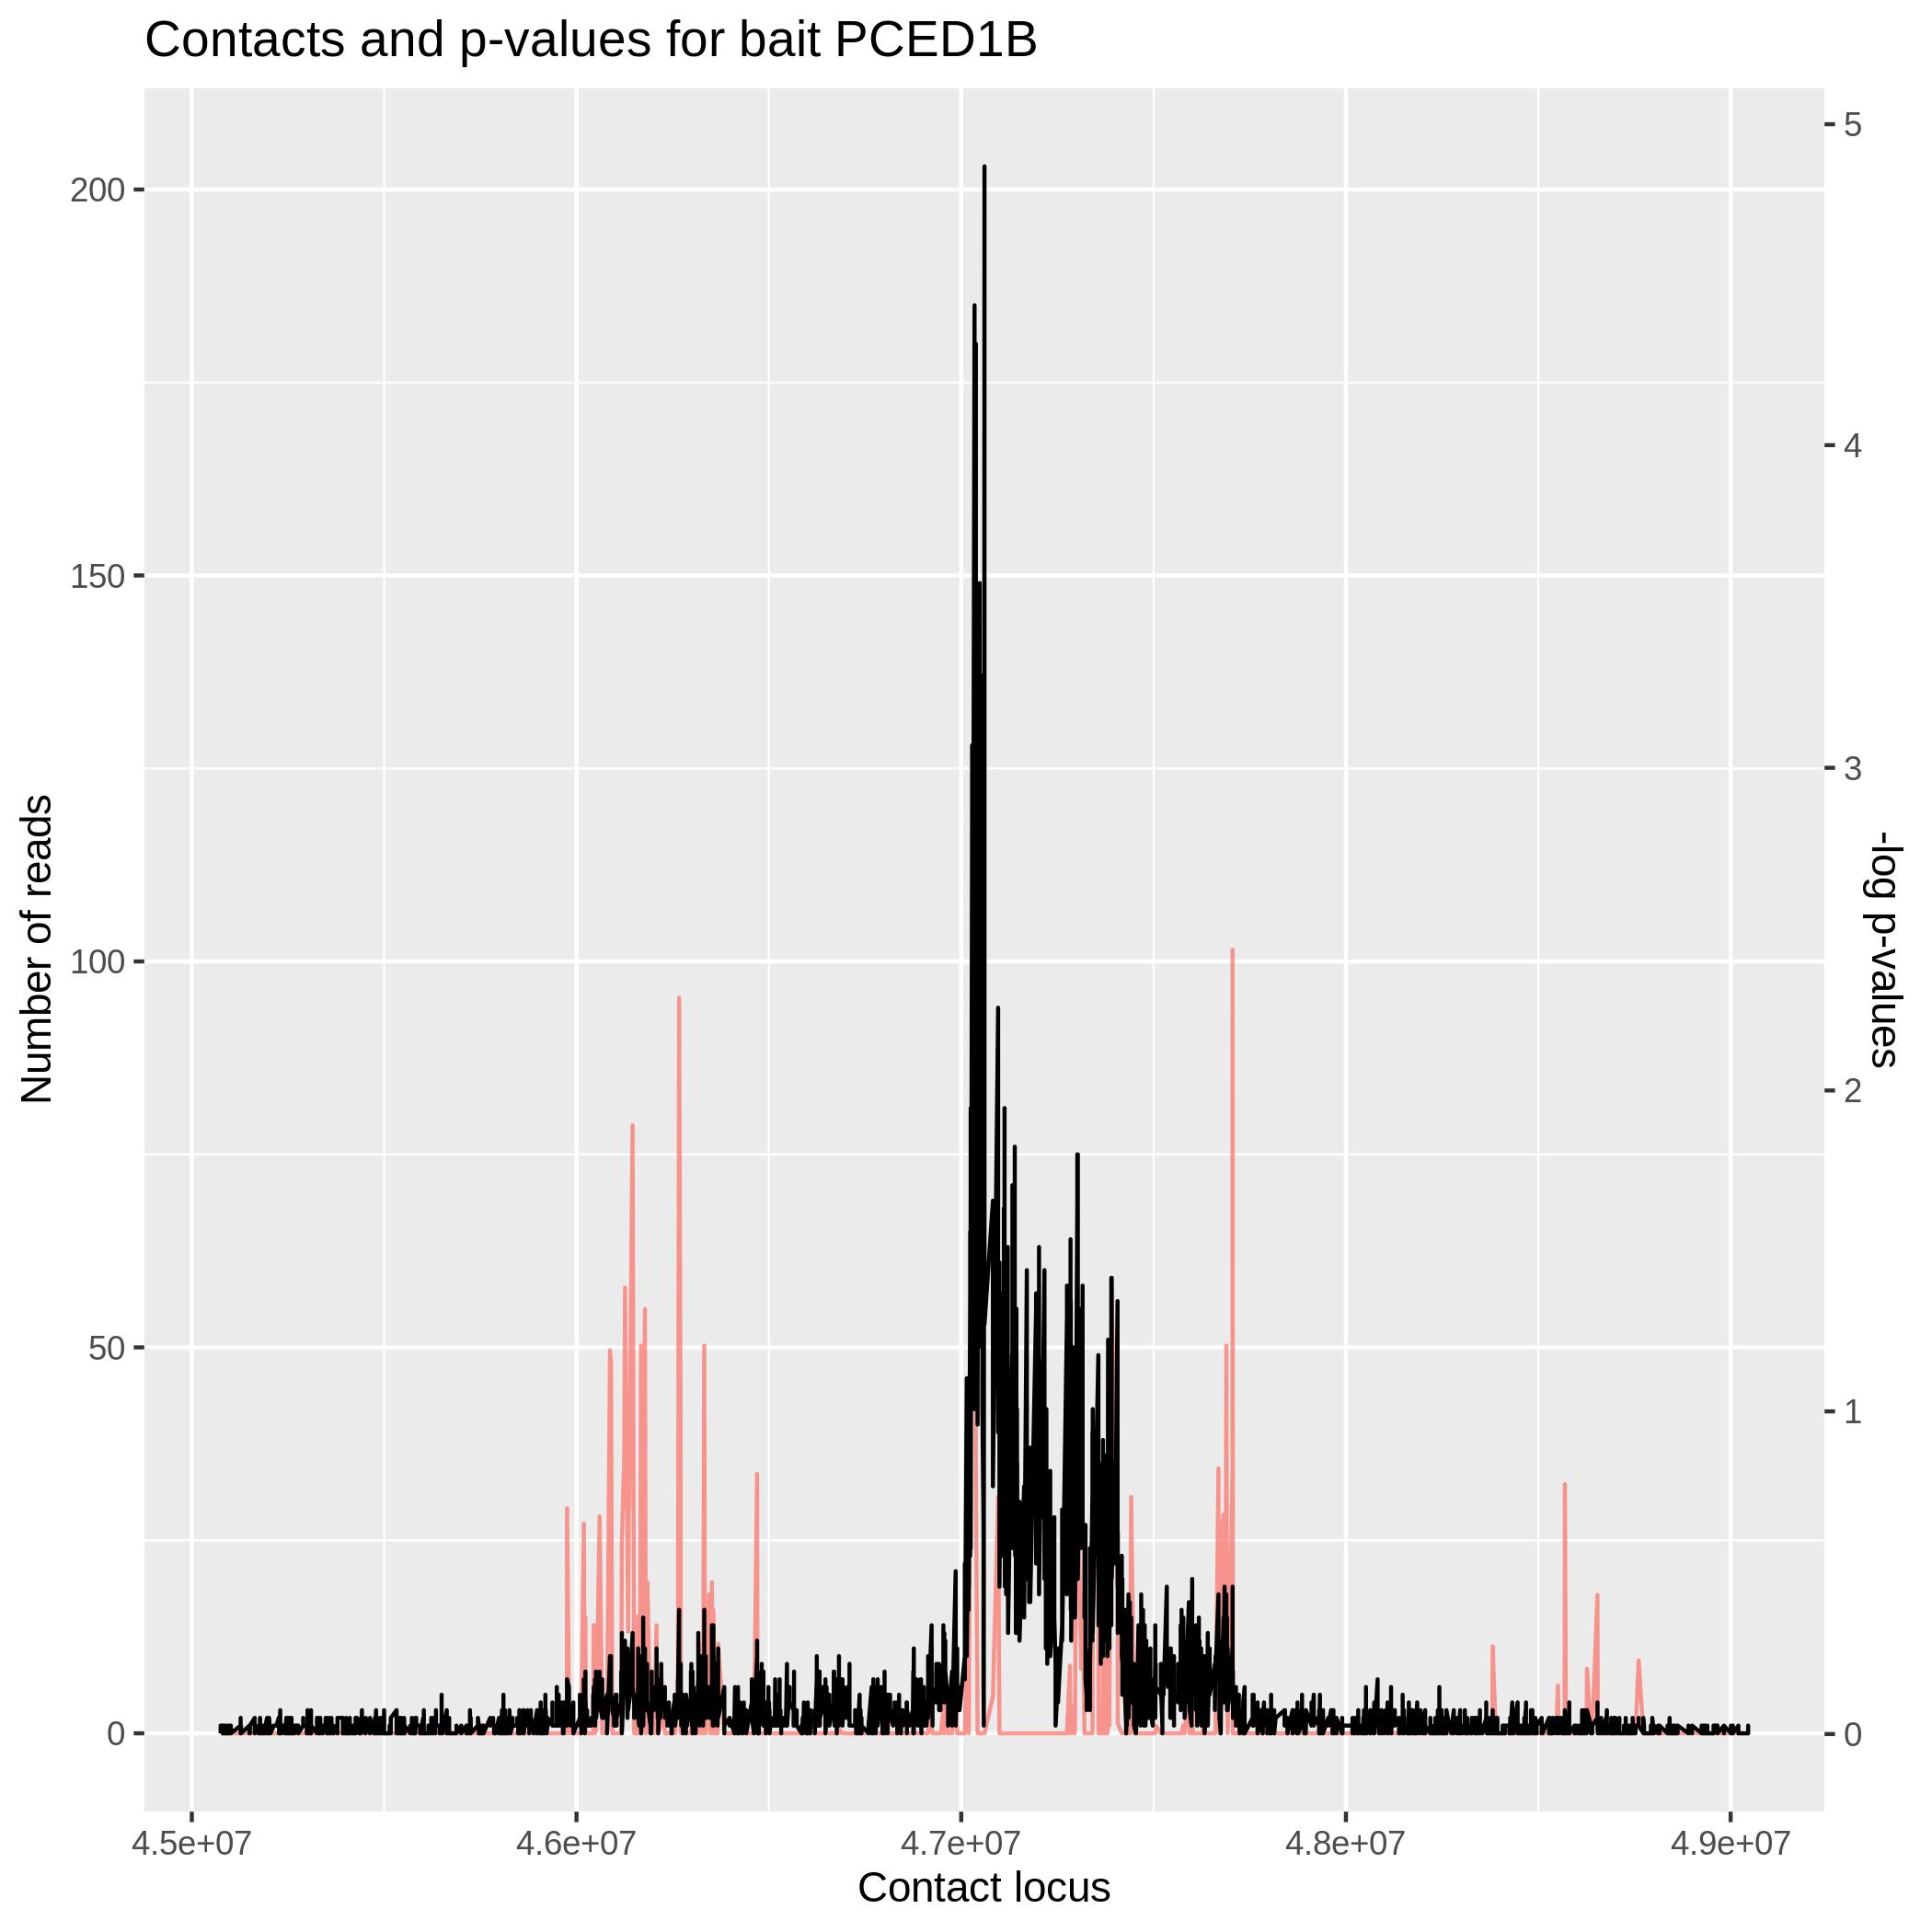 Contacts and p-values for bait PCED1B
Number of reads
200
150
100
50
0
5
4
3
2
1
0
-log p-values
4.5e+07
4.6e+07
4.7e+07
4.8e+07
4.9e+07
Contact locus